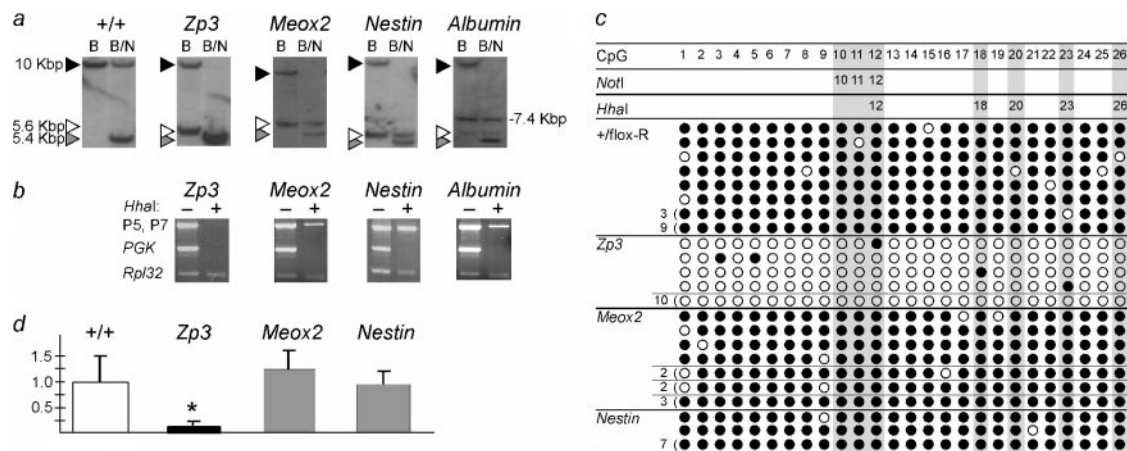 a
+/+ Zp3 Meox2 Nestin Albumin
B B/N B B/N B B/N B B/N B B/N
10 Kbp
5.6 Kbp
5.4 Kbp
-7.4 kbp
b
Zp3 Meox2 Nestin Albumin
HhaI: – + – + – + – +
P5, P7
PGK
Rpl32
d
+/+ Zp3 Meox2 Nestin
1.5
1.0
0.5
*
c
CpG 1 2 3 4 5 6 7 8 9 10 11 12 13 14 15 16 17 18 19 20 21 22 23 24 25 26
NotI 10 11 12
HhaI 12 18 20 23 26
+/flox-R
3 (
9 (
Zp3
10 (
Meox2
2 (
2 (
3 (
Nestin
7 (